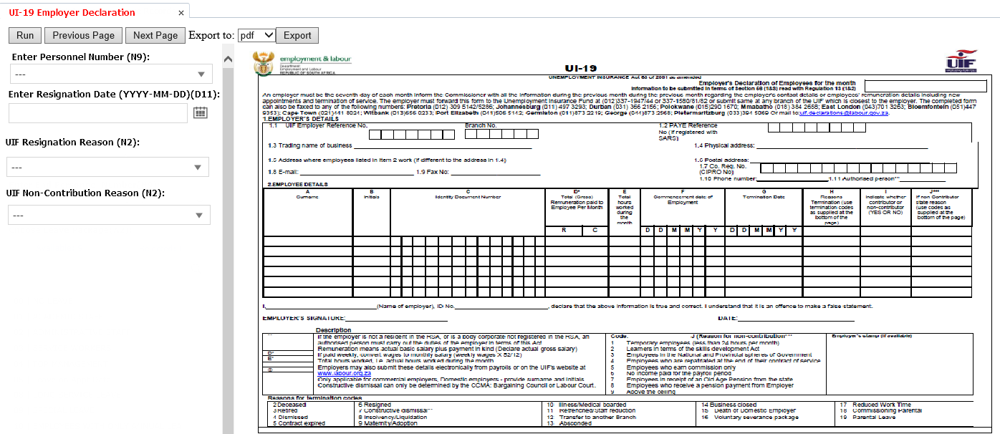 UI-19 Employer Declaration ×
Run Previous Page Next Page Export to: pdf Export
Enter Personnel Number (N9):
---
Enter Resignation Date (YYYY-MM-DD)(D11):
UIF Resignation Reason (N2):
---
UIF Non-Contribution Reason (N2):
---
employment & labour
Department:
Employment and Labour
REPUBLIC OF SOUTH AFRICA
UIF
UI-19
UNEMPLOYMENT INSURANCE Act 63 of 2001 as amended
Employer's Declaration of Employees for the month
Information to be submitted in terms of Section 56 (1&3) read with Regulation 13 (1&2)
An employer must be the seventh day of each month inform the Commissioner with all the information during the previous month during the previous month regarding the employer's contact details or employees' remuneration details including new
appointments and termination of service. The employer must forward this form to the Unemployment Insurance Fund at (012)337-1947/44 or 337-1580/81/82 or submit same at any branch of the UIF which is closest to the employer. The completed form
can also be faxed to any of the following numbers: Pretoria (012) 309 5142/5286; Johannesburg (011) 497 3293; Durban (031) 366 2156; Polokwane (015)290 1670; Mmabatho (018) 384 2658; East London (043)701 3263; Bloemfontein (051)447
9353); Cape Town (021)441 8024; Witbank (013)656 0233; Port Elizabeth (041)506 5142; Germiston (011)873 2219; George (044)873 2568; Pietermaritzburg (033)394 5069 Or mail to:uif.declarations@labour.gov.za.
1.EMPLOYER'S DETAILS
1.1 UIF Employer Reference No. Branch No. 1.2 PAYE Reference
No (if registered with
SARS)
1.3 Trading name of business 1.4 Physical address:
1.5 Address where employees listed in item 2 work (if different to the address in 1.4) 1.6 Postal address:
1.7 Co. Reg. No.
(CIPRO No)
1.8 E-mail: 1.9 Fax No: 1.10 Phone number: 1.11 Authorised person**
2.EMPLOYEE DETAILS
A
Surname
B
Initials
C
Identity Document Number
D*
Total (Gross)
Remuneration paid to
Employee Per Month
R C
E
Total
hours
worked
during
the
month
F
Commencement date of
Employment
D D M M Y Y
G
Termination Date
D D M M Y Y
H
Reasons
Termination (use
termination codes
as supplied at the
bottom of the
page)
I
Indicate whether
contributor or
non-contributor
(YES OR NO)
J***
If non Contributor
state reason
(use codes as
supplied at the
bottom of the page)
I, (Name of employer), ID No. , declare that the above information is true and correct. I understand that it is an offence to make a false statement.
EMPLOYER'S SIGNATURE: DATE:
Description
If the employer is not a resident in the RSA, or is a body corporate not registered in the RSA, an
authorised person must carry out the duties of the employer in terms of this Act
Remuneration means actual basic salary plus payment in kind (Declare actual gross salary)
D* If paid weekly, convert wages to monthly salary (weekly wages X 52/12)
E* Total hours worked, i.e. actual hours worked during the month
Employers may also submit these details electronically from payrolls or on the UIF's website at
www.labour.org.za
Only applicable for commercial employers, Domestic employers - provide surname and initials
Constructive dismissal can only be determined by the CCMA: Bargaining Council or Labour Court.
Code: J (Reason for non-contribution***
1 Temporary employees (less than 24 hours per month)
2 Learners in terms of the skills development Act
3 Employees in the National and Provincial spheres of Government
4 Employees who are repatriated at the end of their contract of service
5 Employees who earn commission only
6 No income paid for the payroll period
7 Employees in receipt of an Old Age Pension from the state
8 Employees who receive a pension payment from Employer
9 Above the ceiling
Employer's stamp (if available)
Reasons for termination codes
2 Deceased 6 Resigned 10 Illness/Medical boarded 14 Business closed 17 Reduced Work Time
3 Retired 7 Constructive dismissal** 11 Retrenched/Staff reduction 15 Death of Domestic Employer 18 Commissioning Parental
4 Dismissed 8 Insolvency/Liquidation 12 Transfer to another Branch 16 Voluntary severance package 19 Parental Leave
5 Contract expired 9 Maternity/Adoption 13 Absconded